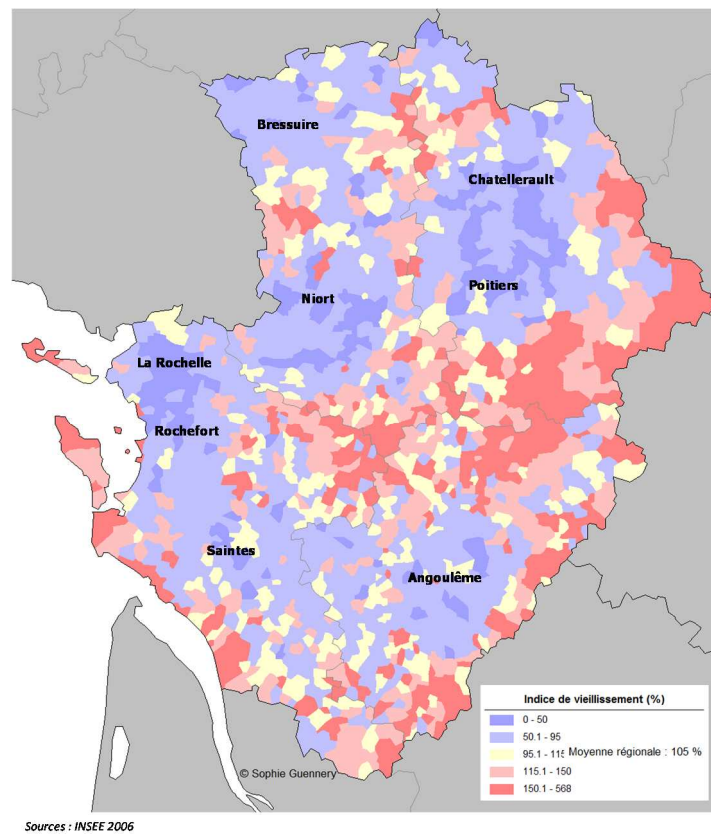 Bressuire
Chatellerault
Poitiers
Niort
La Rochelle
Rochefort
Saintes
Angoulême
Indice de vieillissement (%)
0 - 50
50.1 - 95
95.1 - 115 Moyenne régionale : 105 %
115.1 - 150
150.1 - 568
© Sophie Guennery
Sources : INSEE 2006